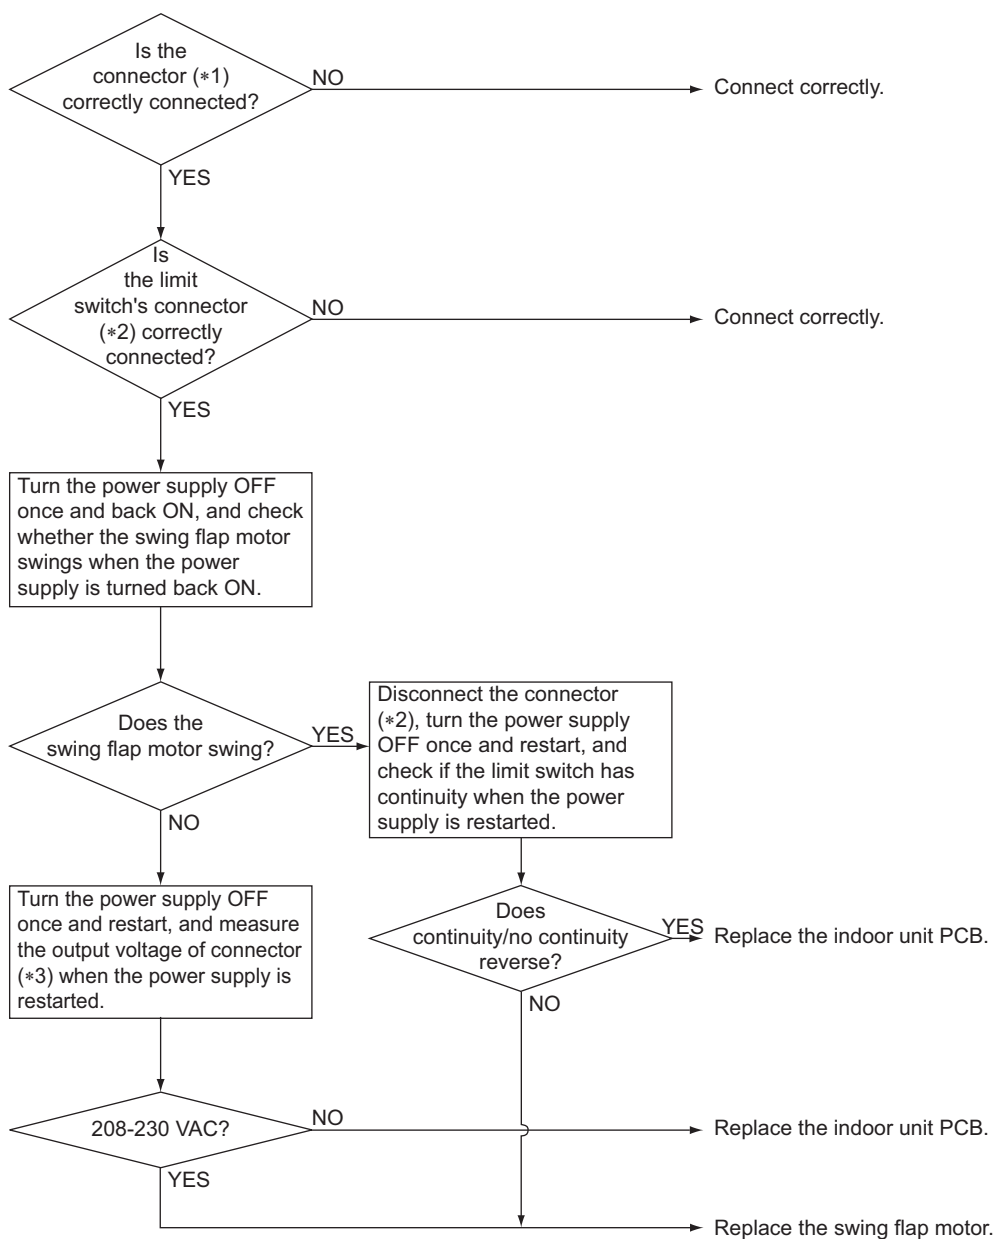 Is the
connector (∗1)
correctly connected?
NO
Connect correctly.
YES
Is
the limit
switch's connector
(∗2) correctly
connected?
NO
Connect correctly.
YES
Turn the power supply OFF
once and back ON, and check
whether the swing flap motor
swings when the power
supply is turned back ON.
Does the
swing flap motor swing?
YES
Disconnect the connector
(∗2), turn the power supply
OFF once and restart, and
check if the limit switch has
continuity when the power
supply is restarted.
NO
Turn the power supply OFF
once and restart, and measure
the output voltage of connector
(∗3) when the power supply is
restarted.
Does
continuity/no continuity
reverse?
YES
Replace the indoor unit PCB.
NO
208-230 VAC?
NO
Replace the indoor unit PCB.
YES
Replace the swing flap motor.